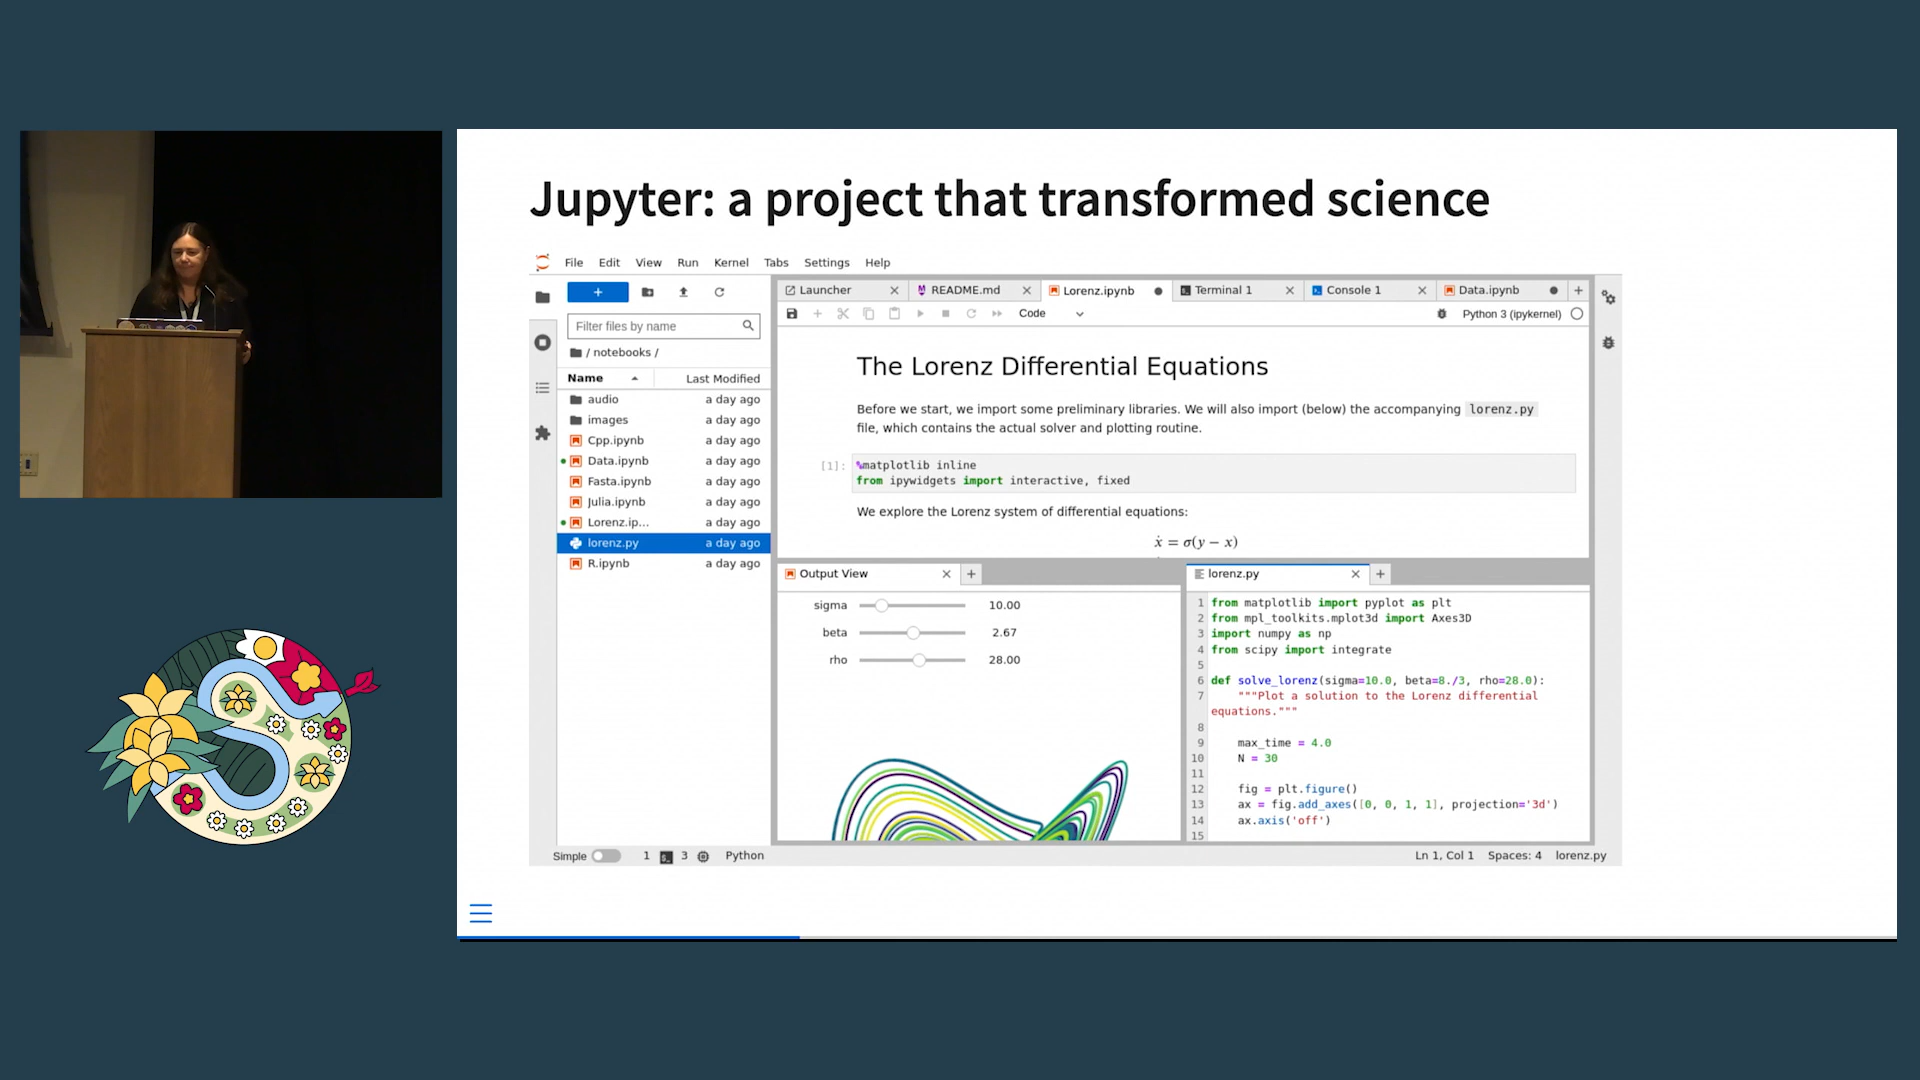 Jupyter: a project that transformed science
File Edit View Run Kernel Tabs Settings Help
Filter files by name
/ notebooks /
Name Last Modified
audio a day ago
images a day ago
Cpp.ipynb a day ago
Data.ipynb a day ago
Fasta.ipynb a day ago
Julia.ipynb a day ago
Lorenz.ip... a day ago
lorenz.py a day ago
R.ipynb a day ago
Launcher README.md Lorenz.ipynb Terminal 1 Console 1 Data.ipynb
Code Python 3 (ipykernel)
The Lorenz Differential Equations
Before we start, we import some preliminary libraries. We will also import (below) the accompanying lorenz.py
file, which contains the actual solver and plotting routine.
[1]: %matplotlib inline
from ipywidgets import interactive, fixed
We explore the Lorenz system of differential equations:
ẋ = σ(y − x)
Output View
sigma 10.00
beta 2.67
rho 28.00
lorenz.py
1 from matplotlib import pyplot as plt
2 from mpl_toolkits.mplot3d import Axes3D
3 import numpy as np
4 from scipy import integrate
5
6 def solve_lorenz(sigma=10.0, beta=8./3, rho=28.0):
7 """Plot a solution to the Lorenz differential
equations."""
8
9 max_time = 4.0
10 N = 30
11
12 fig = plt.figure()
13 ax = fig.add_axes([0, 0, 1, 1], projection='3d')
14 ax.axis('off')
15
Simple 1 3 Python
Ln 1, Col 1 Spaces: 4 lorenz.py